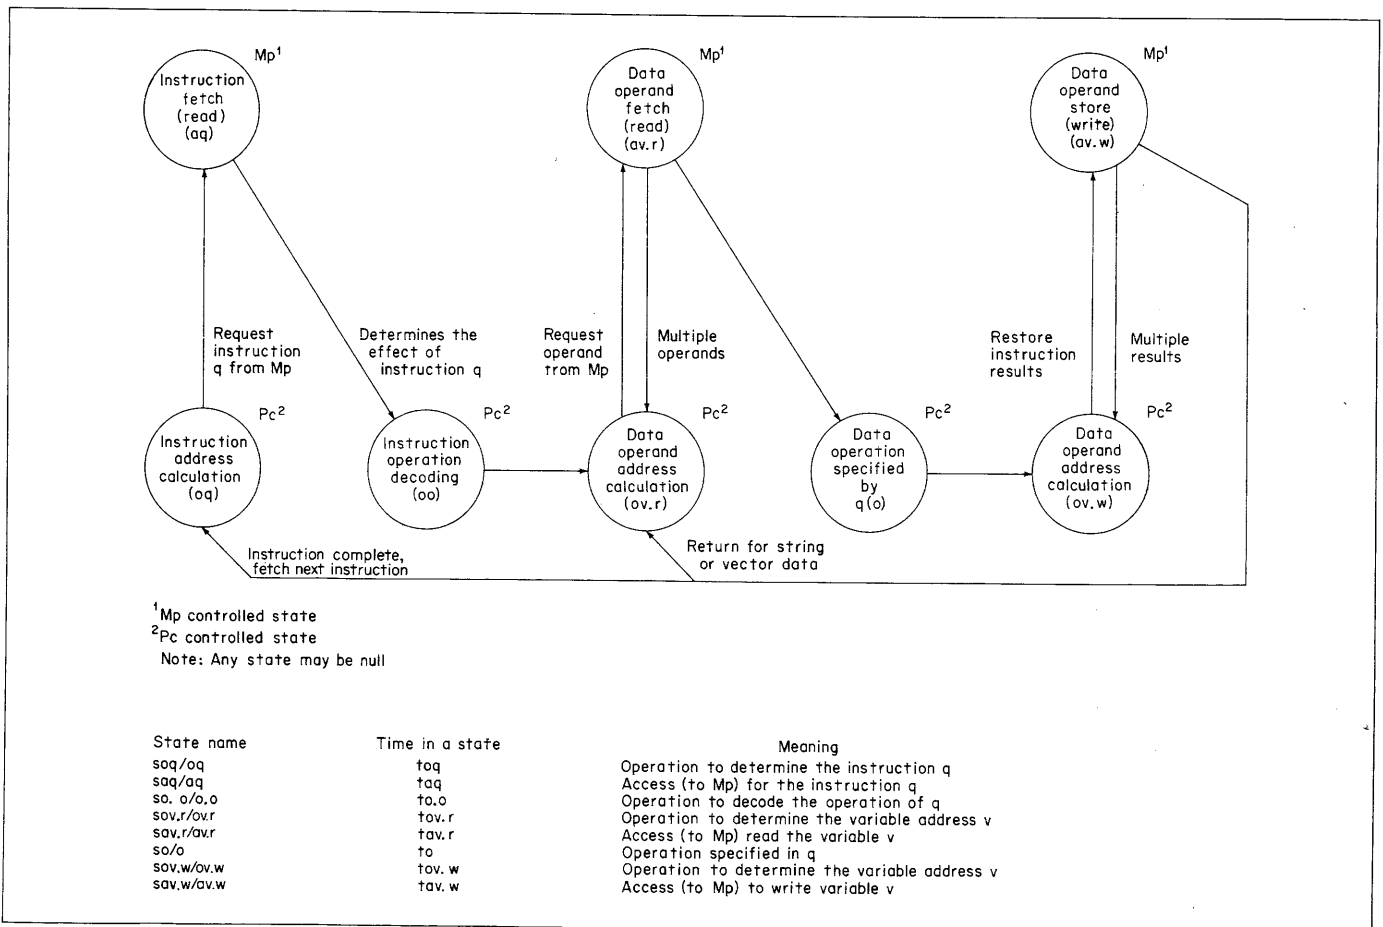 Mp¹
Instruction
fetch
(read)
(aq)
Mp¹
Data
operand
fetch
(read)
(av.r)
Mp¹
Data
operand
store
(write)
(av.w)
Request
instruction
q from Mp
Determines the
effect of
instruction q
Request
operand
from Mp
Multiple
operands
Restore
instruction
results
Multiple
results
Pc²
Instruction
address
calculation
(oq)
Pc²
Instruction
operation
decoding
(oo)
Pc²
Data
operand
address
calculation
(ov.r)
Pc²
Data
operation
specified
by
q(o)
Pc²
Data
operand
address
calculation
(ov.w)
Instruction complete,
fetch next instruction
Return for string
or vector data
¹Mp controlled state
²Pc controlled state
Note: Any state may be null
State name Time in a state Meaning
soq/oq toq Operation to determine the instruction q
saq/aq taq Access (to Mp) for the instruction q
so. o/o.o to.o Operation to decode the operation of q
sov.r/ov.r tov. r Operation to determine the variable address v
sav.r/av.r tav. r Access (to Mp) read the variable v
so/o to Operation specified in q
sov.w/ov.w tov. w Operation to determine the variable address v
sav.w/av.w tav. w Access (to Mp) to write variable v